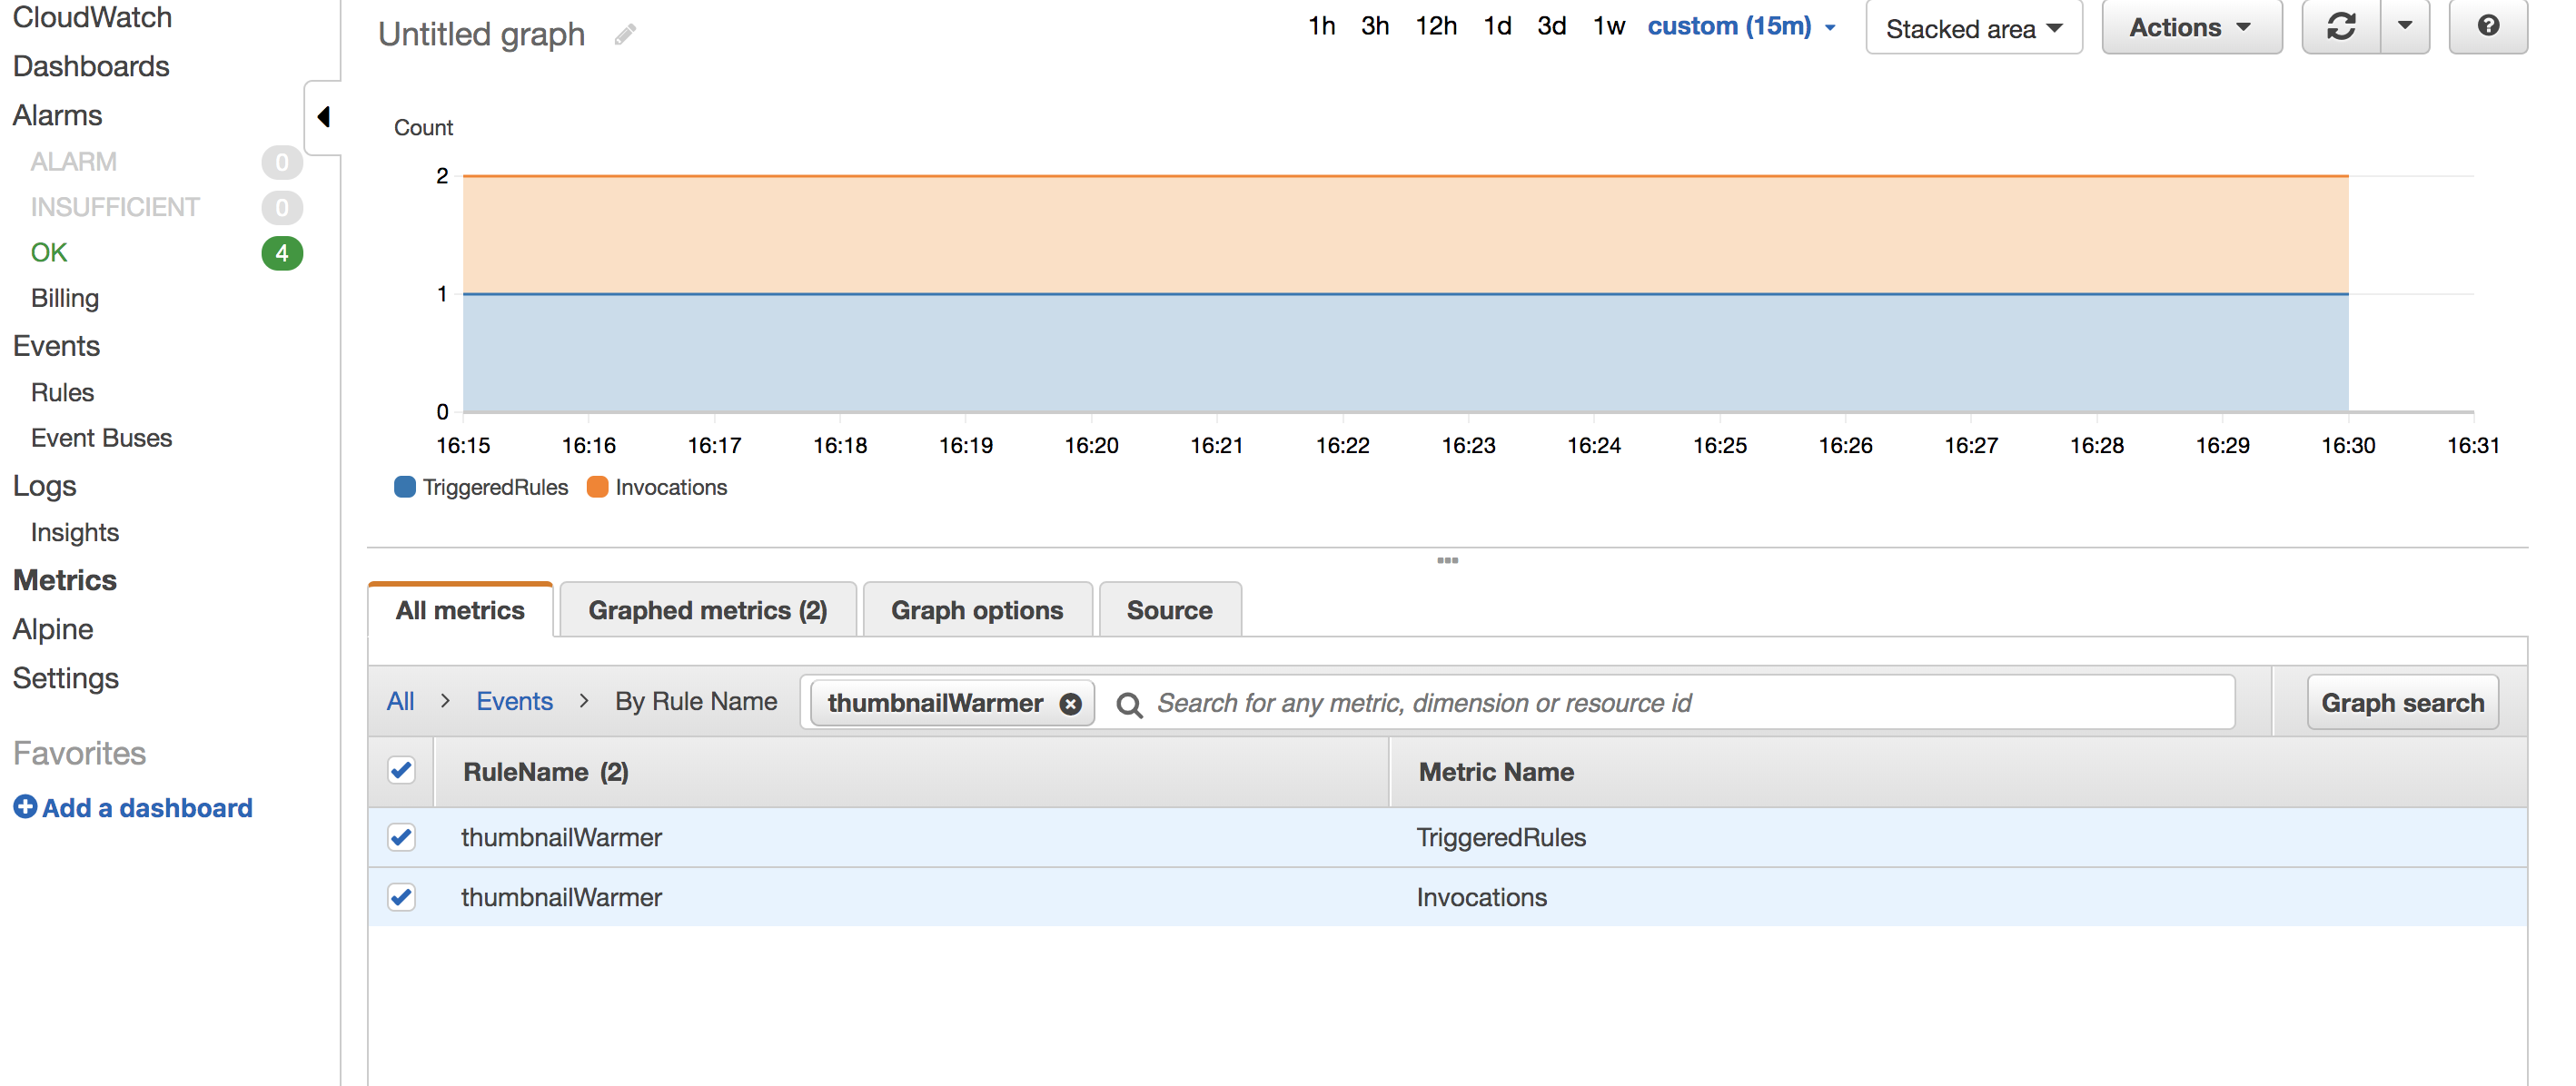 CloudWatch
Dashboards
Alarms
ALARM 0
INSUFFICIENT 0
OK 4
Billing
Events
Rules
Event Buses
Logs
Insights
Metrics
Alpine
Settings
Favorites
Add a dashboard
Untitled graph
1h 3h 12h 1d 3d 1w custom (15m)
Stacked area
Actions
Count
2
1
0
16:15 16:16 16:17 16:18 16:19 16:20 16:21 16:22 16:23 16:24 16:25 16:26 16:27 16:28 16:29 16:30 16:31
TriggeredRules Invocations
All metrics Graphed metrics (2) Graph options Source
All > Events > By Rule Name thumbnailWarmer Search for any metric, dimension or resource id Graph search
RuleName (2) Metric Name
thumbnailWarmer TriggeredRules
thumbnailWarmer Invocations